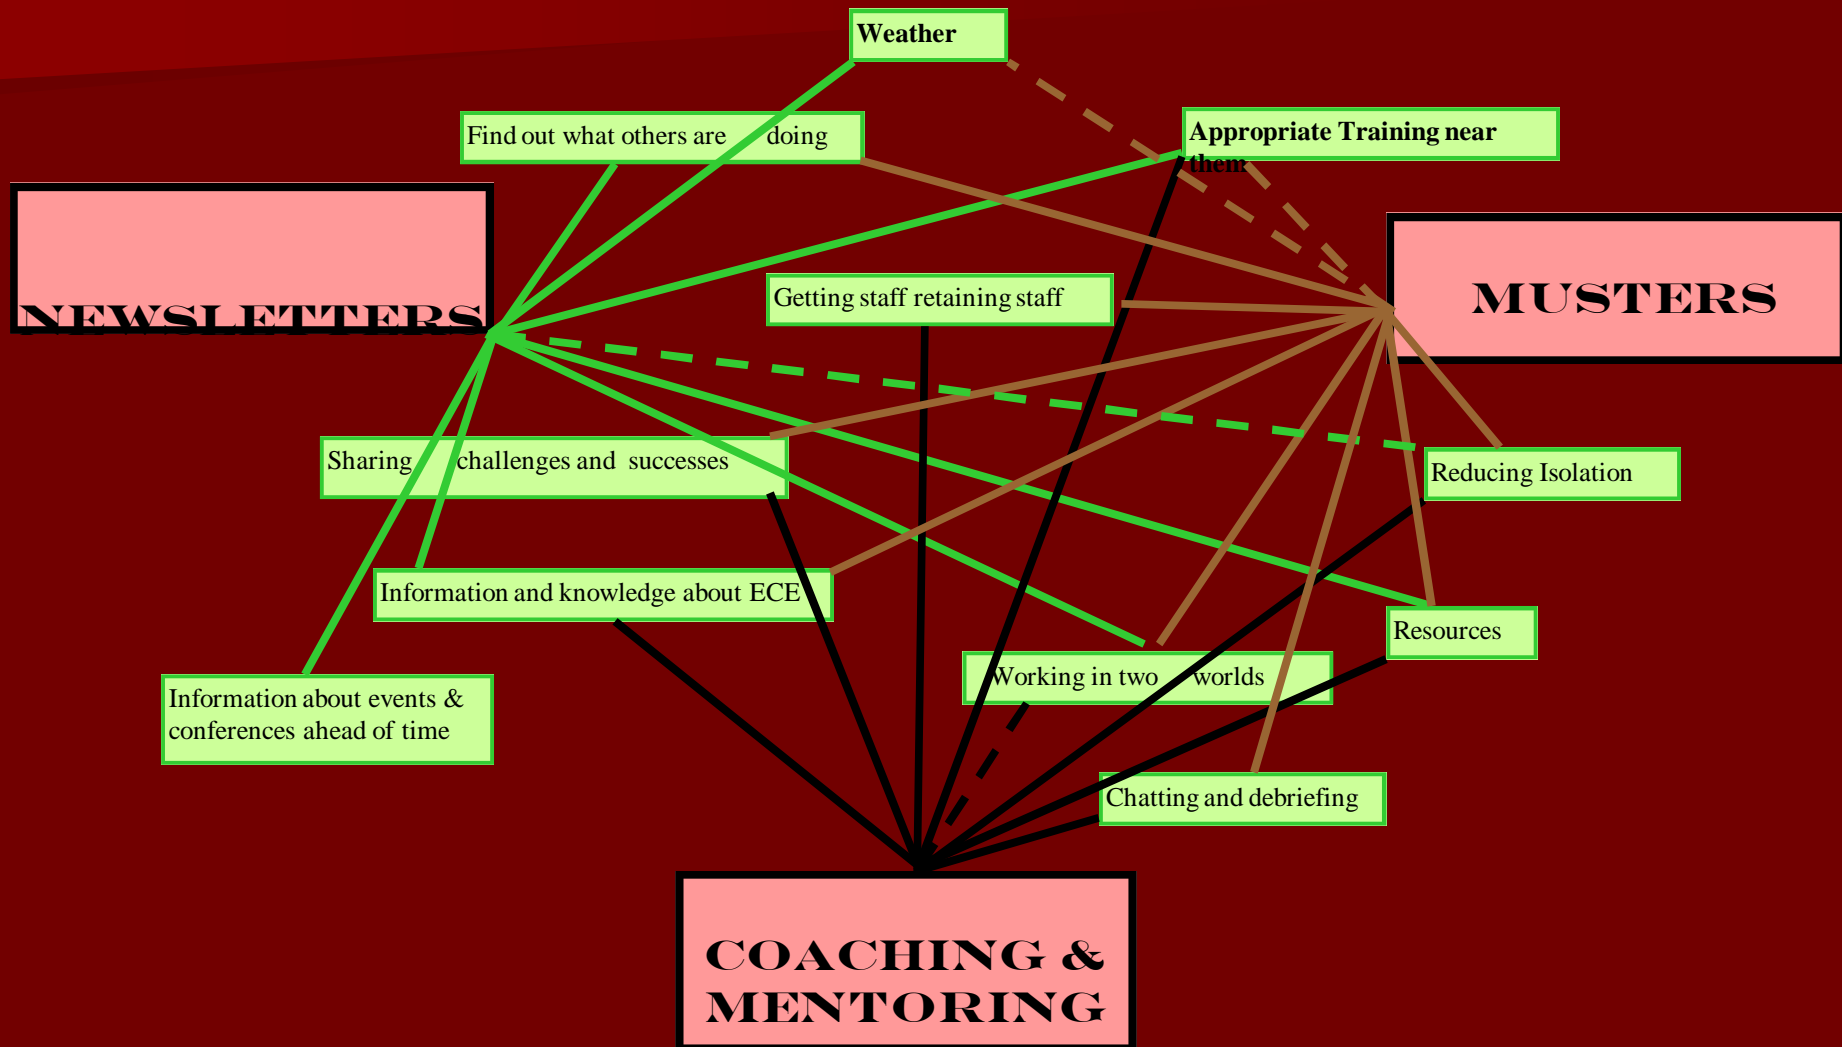 Weather
Find out what others are doing
Appropriate Training near
them
NEWSLETTERS
MUSTERS
Getting staff retaining staff
Sharing challenges and successes
Reducing Isolation
Information and knowledge about ECE
Resources
Working in two worlds
Information about events &
conferences ahead of time
Chatting and debriefing
COACHING &
MENTORING